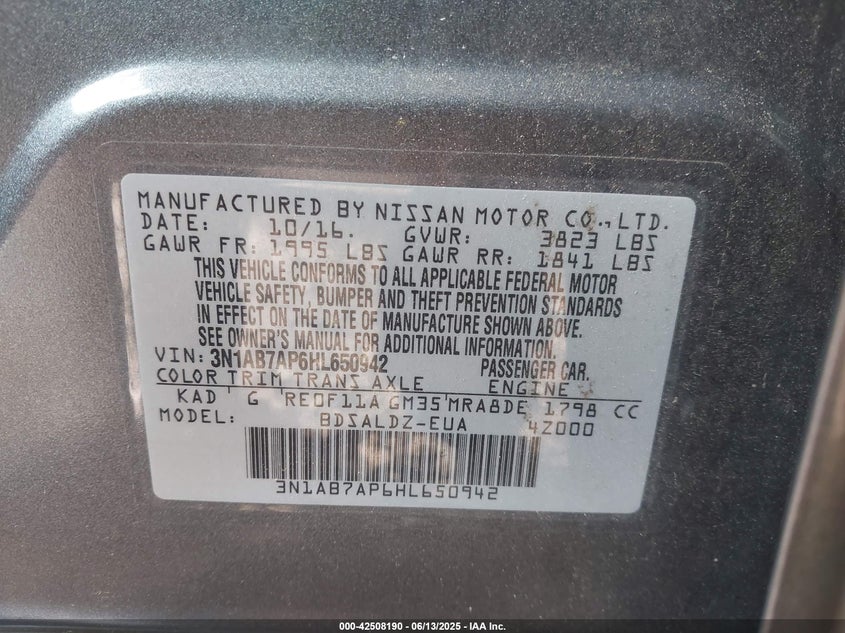 MANUFACTURED BY NISSAN MOTOR CO., LTD.
DATE: 10/16. GVWR: 3823 LBS
GAWR FR: 1995 LBS GAWR RR: 1841 LBS
THIS VEHICLE CONFORMS TO ALL APPLICABLE FEDERAL MOTOR
VEHICLE SAFETY, BUMPER AND THEFT PREVENTION STANDARDS
IN EFFECT ON THE DATE OF MANUFACTURE SHOWN ABOVE.
SEE OWNER'S MANUAL FOR ADDITIONAL INFORMATION.
VIN: 3N1AB7AP6HL650942 PASSENGER CAR.
COLOR TRIM TRANS AXLE ENGINE
KAD G RE0F11A GM35 MRA8DE 1798 CC
MODEL: BDSALDZ-EUA 4Z000
3N1AB7AP6HL650942
000-42508190 - 06/13/2025 - IAA Inc.